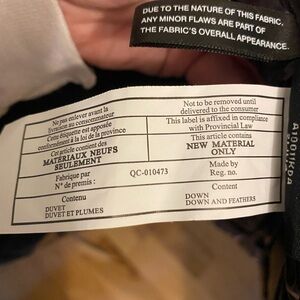 DUE TO THE NATURE OF THIS FABRIC,
ANY MINOR FLAWS ARE PART OF
THE FABRIC'S OVERALL APPEARANCE.
Ne pas enlever avant la
livraison au consommateur
Not to be removed until
delivered to the consumer
Cette étiquette est apposée
conformément à la loi de la province
This label is affixed in compliance
with Provincial Law
Cet article contient des
MATÉRIAUX NEUFS
SEULEMENT
This article contains
NEW MATERIAL
ONLY
Fabriqué par
N° de premis :
QC-010473
Made by
Reg. no.
Contenu
DUVET
DUVET ET PLUMES
Content
DOWN
DOWN AND FEATHERS